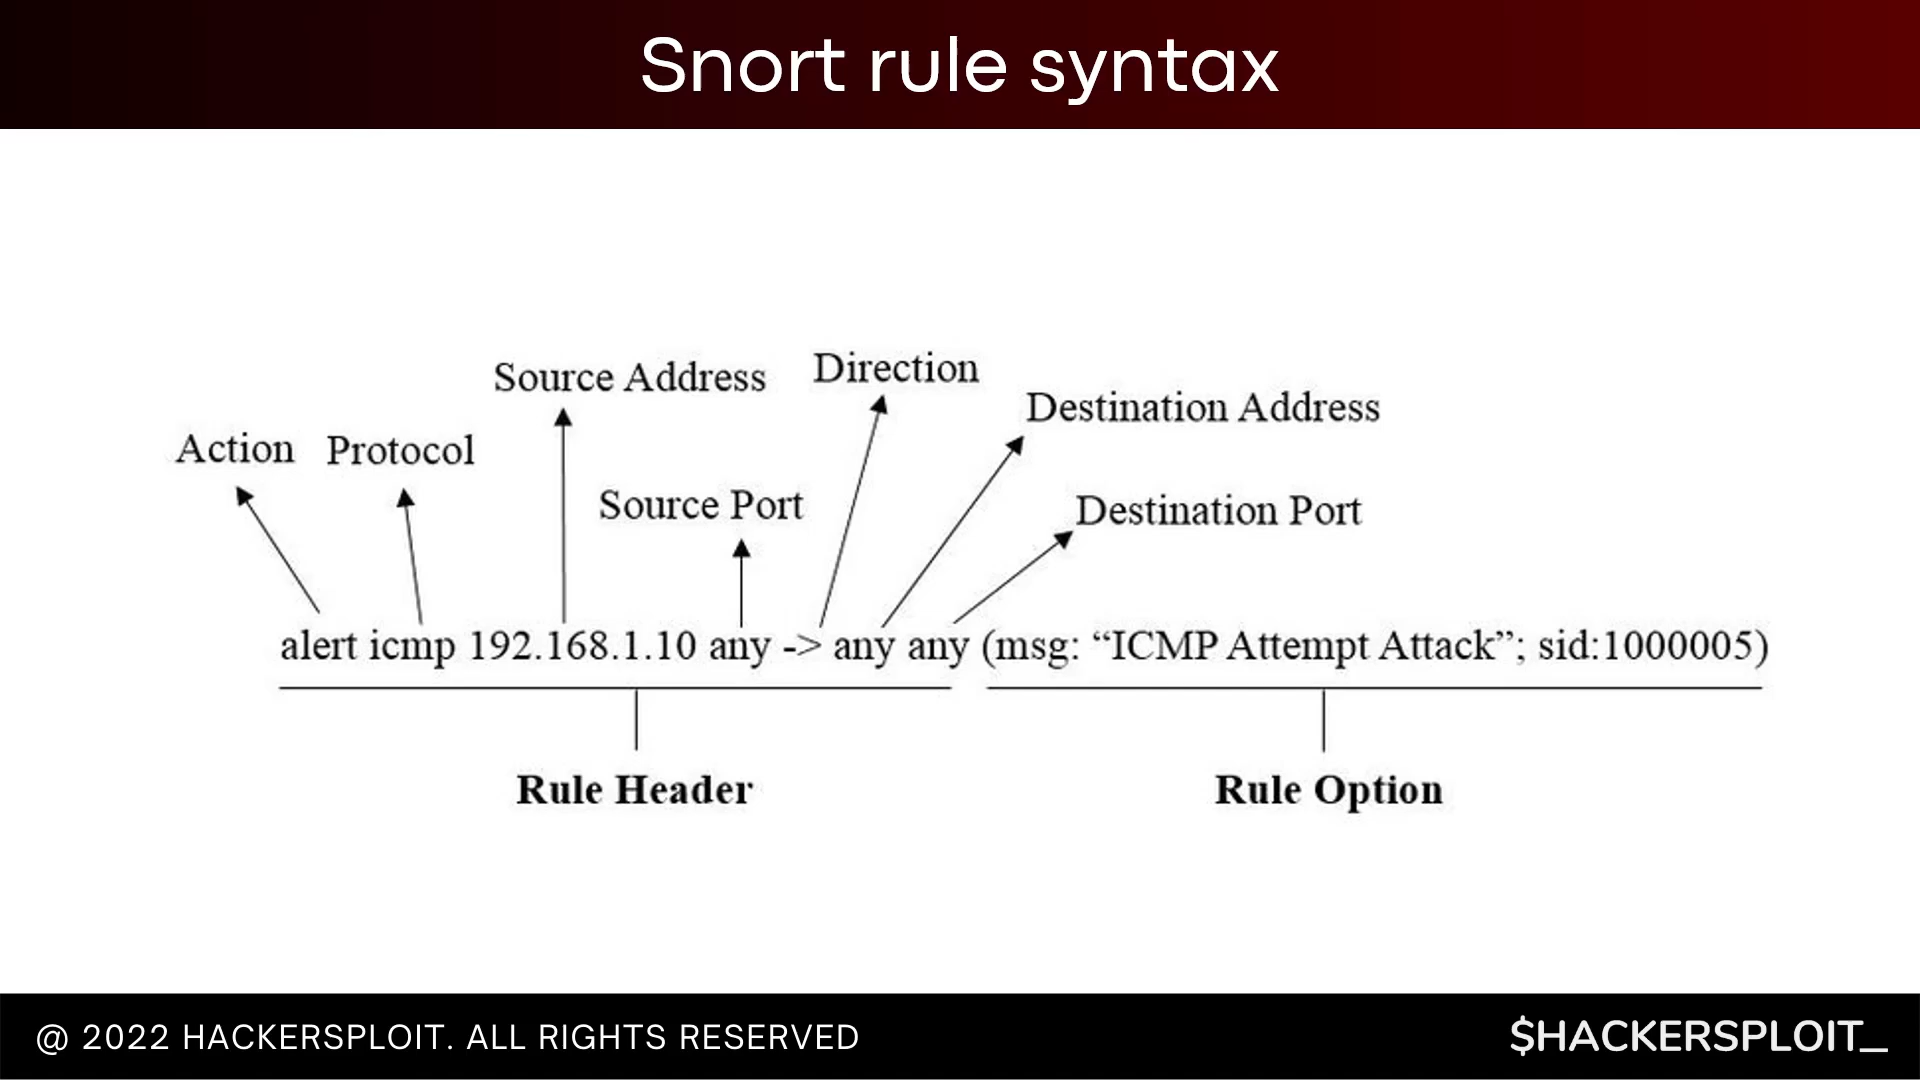 Snort rule syntax
Source Address
Direction
Destination Address
Action
Protocol
Source Port
Destination Port
alert icmp 192.168.1.10 any -> any any (msg: “ICMP Attempt Attack”; sid:1000005)
Rule Header
Rule Option
@ 2022 HACKERSPLOIT. ALL RIGHTS RESERVED
$HACKERSPLOIT_